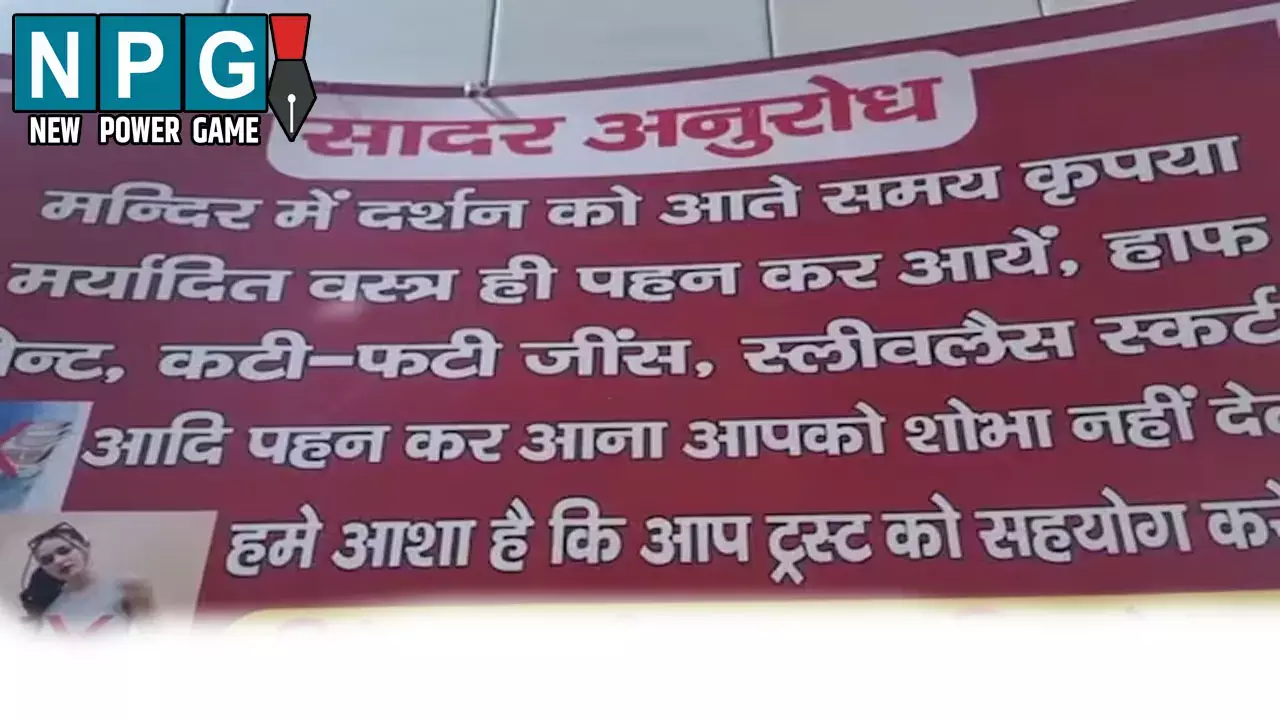 NPG
NEW POWER GAME
सादर अनुरोध
मन्दिर में दर्शन को आते समय कृपया
मर्यादित वस्त्र ही पहन कर आयें, हाफ
कटी-फटी जींस, स्लीवलैस स्कर्ट
आदि पहन कर आना आपको शोभा नहीं
हमे आशा है कि आप ट्रस्ट को सहयोग